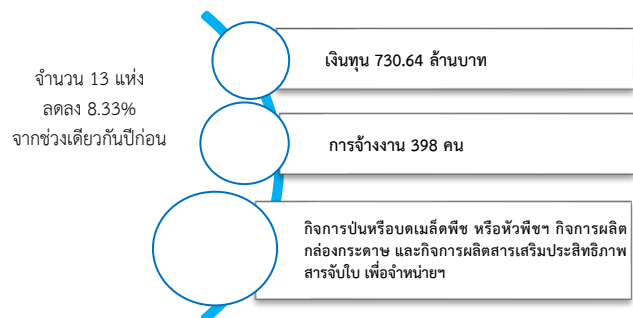 จำนวน 13 แห่ง
ลดลง 8.33%
จากช่วงเดียวกันปีก่อน
เงินทุน 730.64 ล้านบาท
การจ้างงาน 398 คน
กิจการป่นหรือบดเมล็ดพืช หรือหัวพืชฯ กิจการผลิต
กล่องกระดาษ และกิจการผลิตสารเสริมประสิทธิภาพ
สารจับใบ เพื่อจำหน่ายฯ